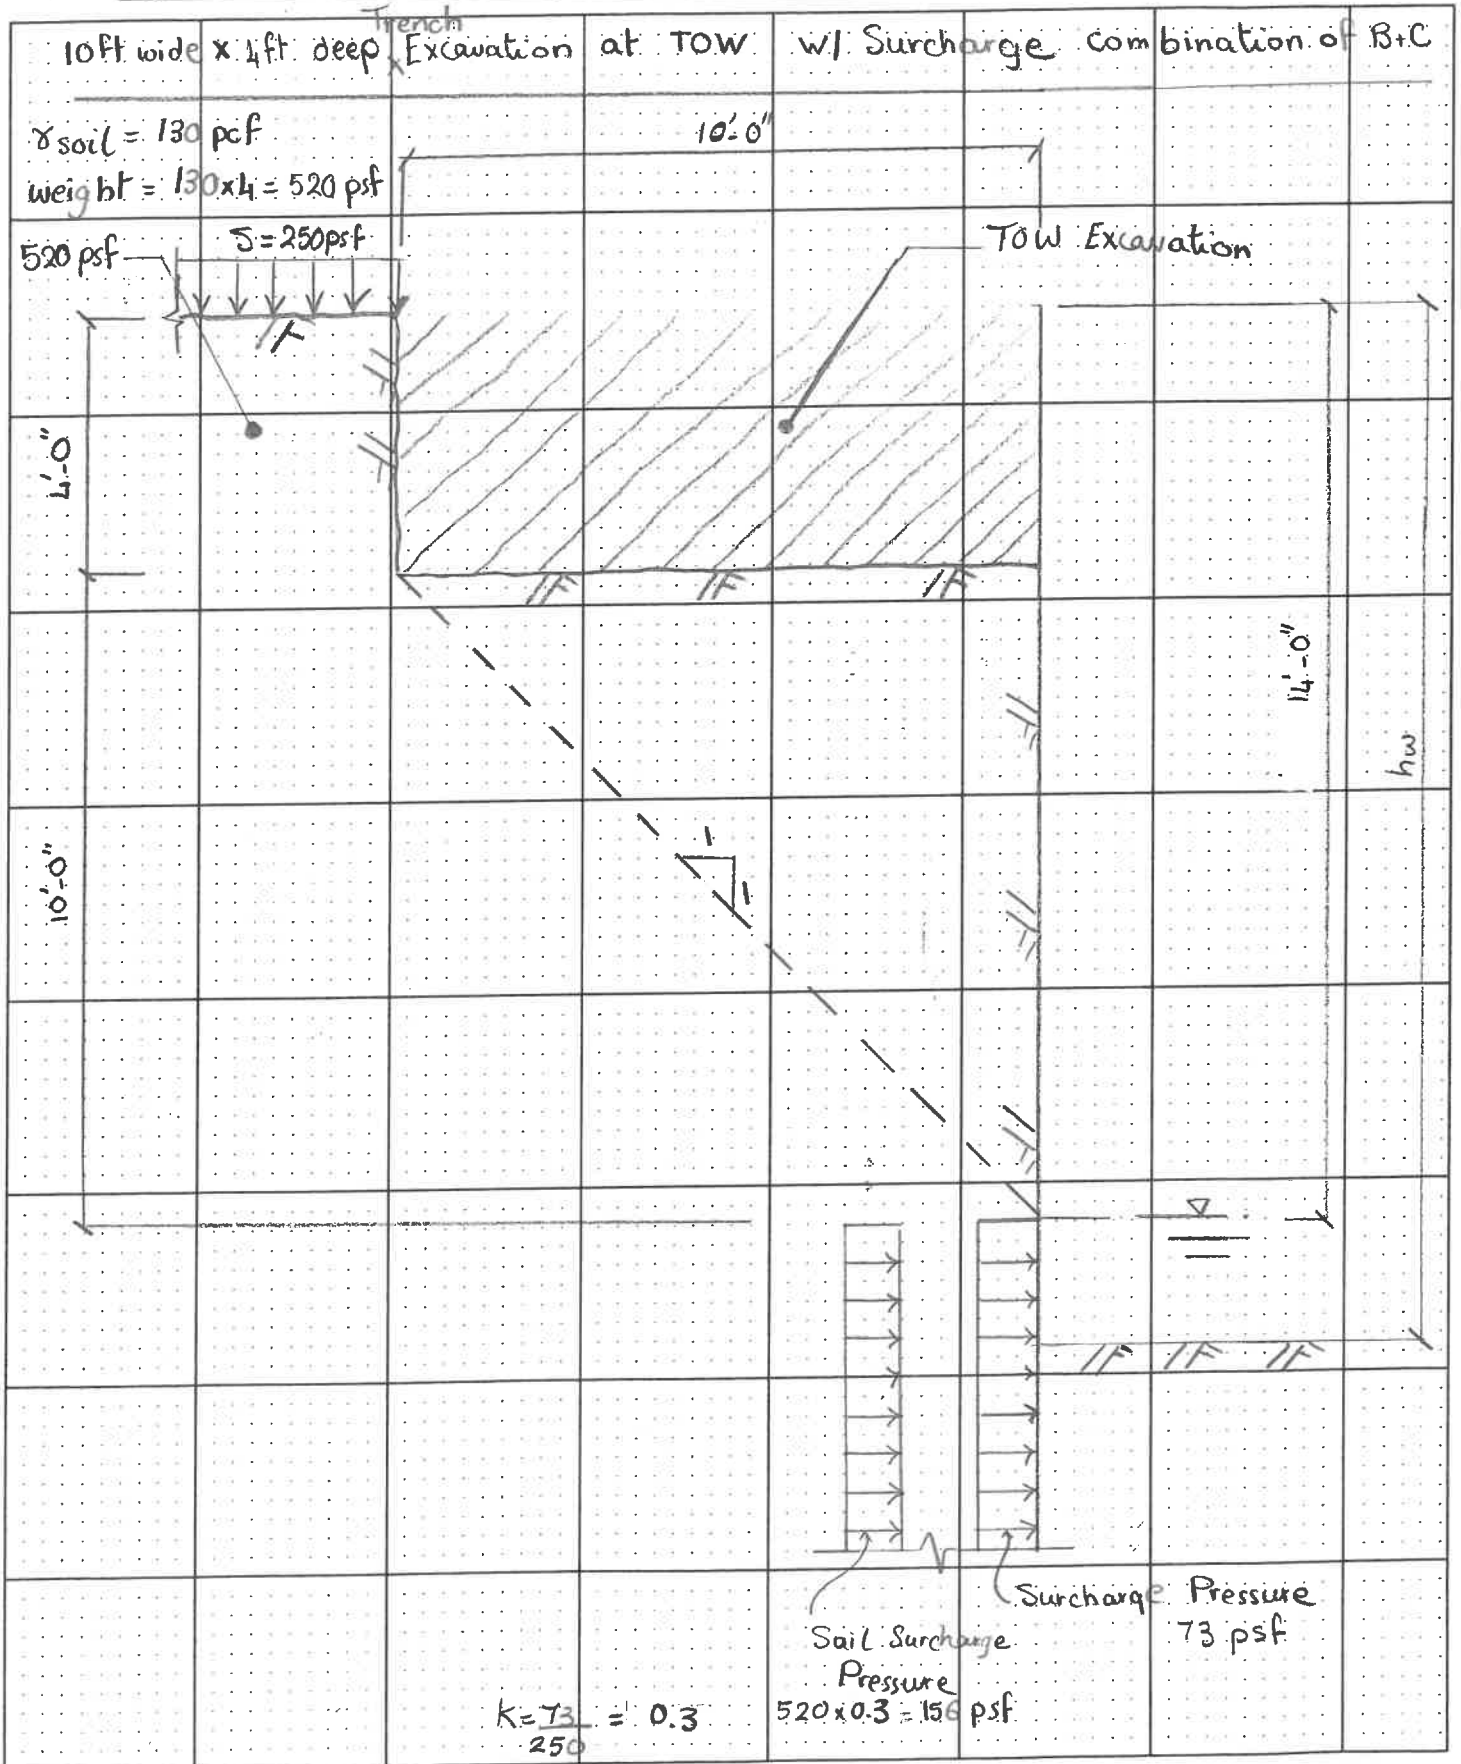 Trench
10ft wide x 4ft deep x Excavation at TOW w/ Surcharge combination of B+C
γsoil = 130 pcf
weight = 130x4 = 520 psf
10'-0"
520 psf
S=250psf
TOW Excavation
4'-0"
14'-0"
hw
10'-0"
1
1
Surcharge Pressure
73 psf
Soil Surcharge
Pressure
520x0.3 = 156 psf
K=73/250 = 0.3